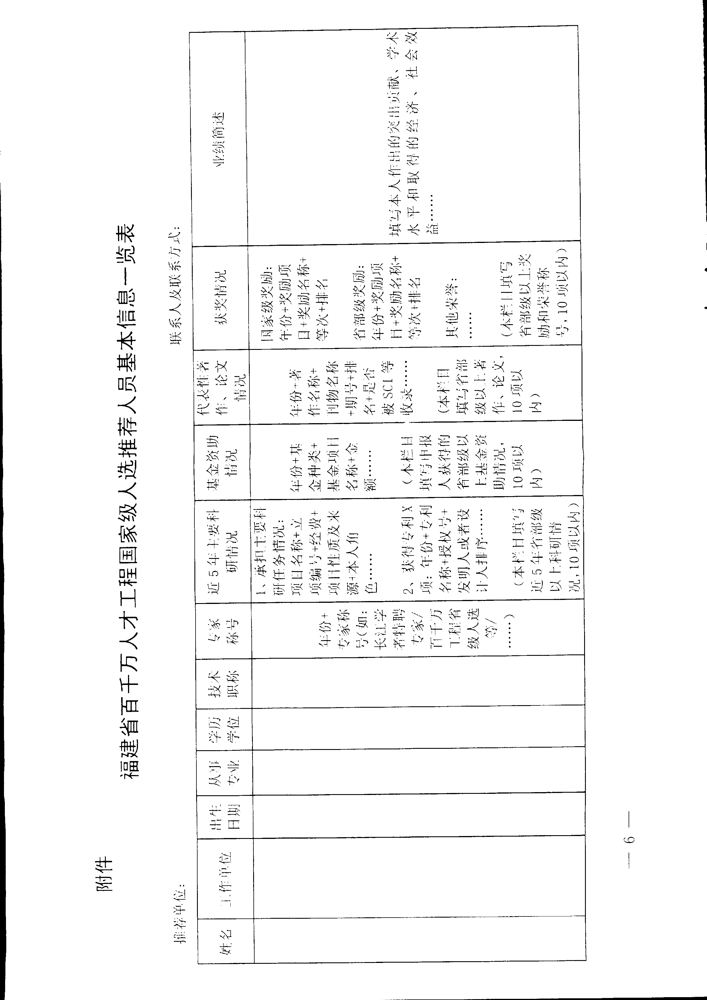 附件
福建省百千万人才工程国家级人选推荐人员基本信息一览表
推荐单位：
联系人及联系方式：
姓名
工作单位
出生
日期
从事
专业
学历
学位
技术
职称
专家
称号
近5年主要科
研情况
基金资助
情况
代表性著
作、论文
情况
获奖情况
业绩简述
年份+
专家称
号（如：
长江学
者特聘
专家/
百千万
工程省
级人选
等/
……）
1、承担主要科
研任务情况：
项目名称+立
项编号+经费+
项目性质及来
源+本人角
色……
2、获得专利X
项：年份+专利
名称+授权号+
发明人或者设
计人排序……
（本栏目填写
近5年省部级
以上科研情
况，10项以内）
年份+基
金种类+
基金项目
名称+金
额……
（本栏目
填写申报
人获得的
省部级以
上基金资
助情况，
10项以
内）
年份+著
作名称+
刊物名称
+期号+排
名+是否
被SCI等
收录……
（本栏目
填写省部
级以上著
作、论文，
10项以
内）
国家级奖励：
年份+奖励项
目+奖励名称+
等次+排名
省部级奖励：
年份+奖励项
目+奖励名称+
等次+排名
其他荣誉：
……
（本栏目填写
省部级以上奖
励和荣誉称
号，10项以内）
填写本人作出的突出贡献、学术
水平和取得的经济、社会效
益……
— 6 —